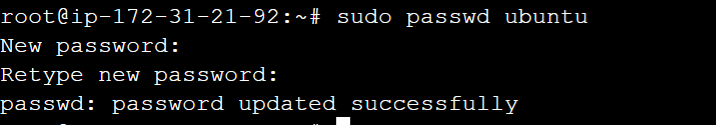 root@ip-172-31-21-92:~# sudo passwd ubuntu
New password:
Retype new password:
passwd: password updated successfully